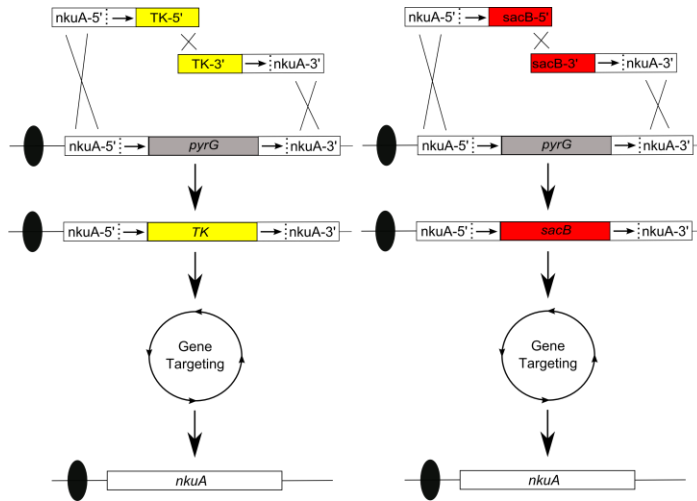 nkuA-5' TK-5'
TK-3' nkuA-3'
nkuA-5' pyrG nkuA-3'
nkuA-5' TK nkuA-3'
Gene
Targeting
nkuA
nkuA-5' sacB-5'
sacB-3' nkuA-3'
nkuA-5' pyrG nkuA-3'
nkuA-5' sacB nkuA-3'
Gene
Targeting
nkuA